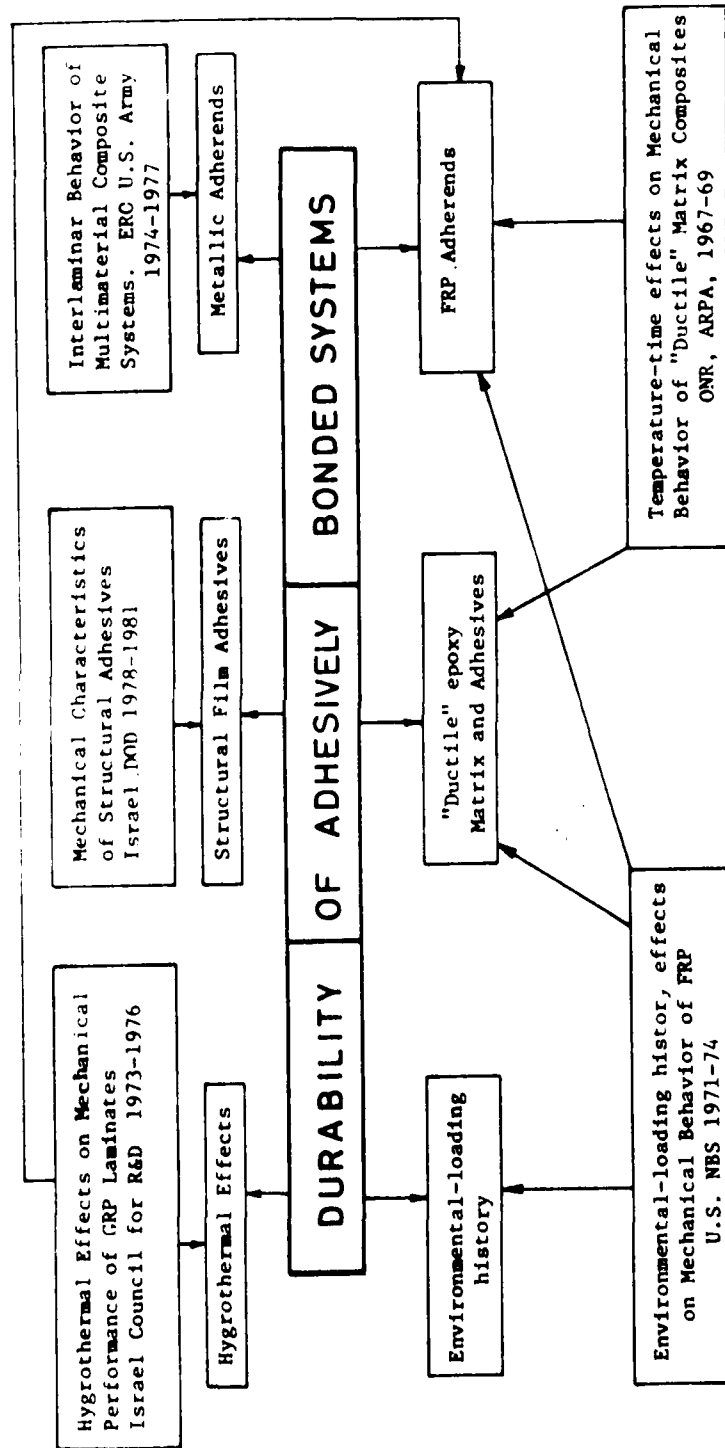 Hygrothermal Effects on Mechanical
Performance of GRP Laminates
Israel Council for R&D 1973-1976
Mechanical Characteristics
of Structural Adhesives
Israel DOD 1978-1981
Interlaminar Behavior of
Multimaterial Composite
Systems. ERC U.S. Army
1974-1977
Hygrothermal Effects
Structural Film Adhesives
Metallic Adherends
DURABILITY OF ADHESIVELY BONDED SYSTEMS
Environmental-loading
history
"Ductile" epoxy
Matrix and Adhesives
FRP Adherends
Environmental-loading histor, effects
on Mechanical Behavior of FRP
U.S. NBS 1971-74
Temperature-time effects on Mechanical
Behavior of "Ductile" Matrix Composites
ONR, ARPA, 1967-69